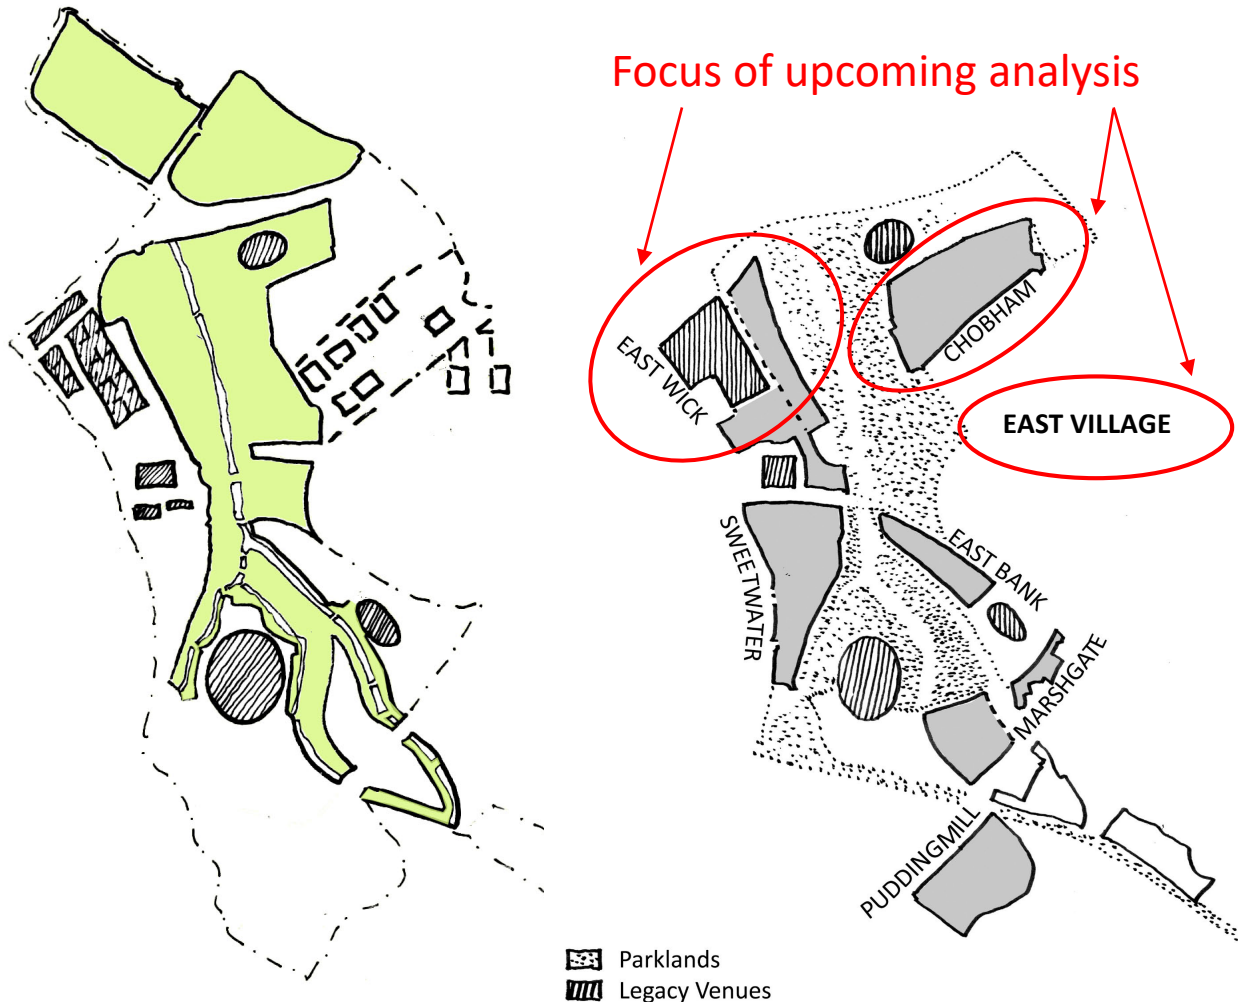 Focus of upcoming analysis
CHOBHAM
EAST WICK
EAST VILLAGE
SWEETWATER
EAST BANK
MARSHGATE
PUDDINGMILL
Parklands
Legacy Venues